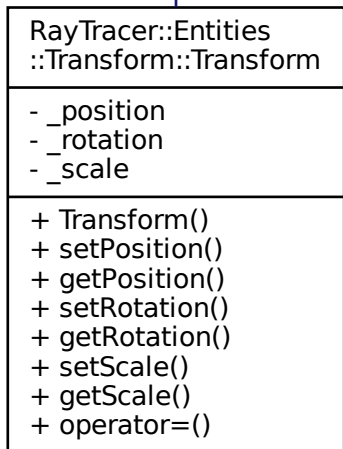 RayTracer::Entities
::Transform::Transform
- _position
- _rotation
- _scale
+ Transform()
+ setPosition()
+ getPosition()
+ setRotation()
+ getRotation()
+ setScale()
+ getScale()
+ operator=()